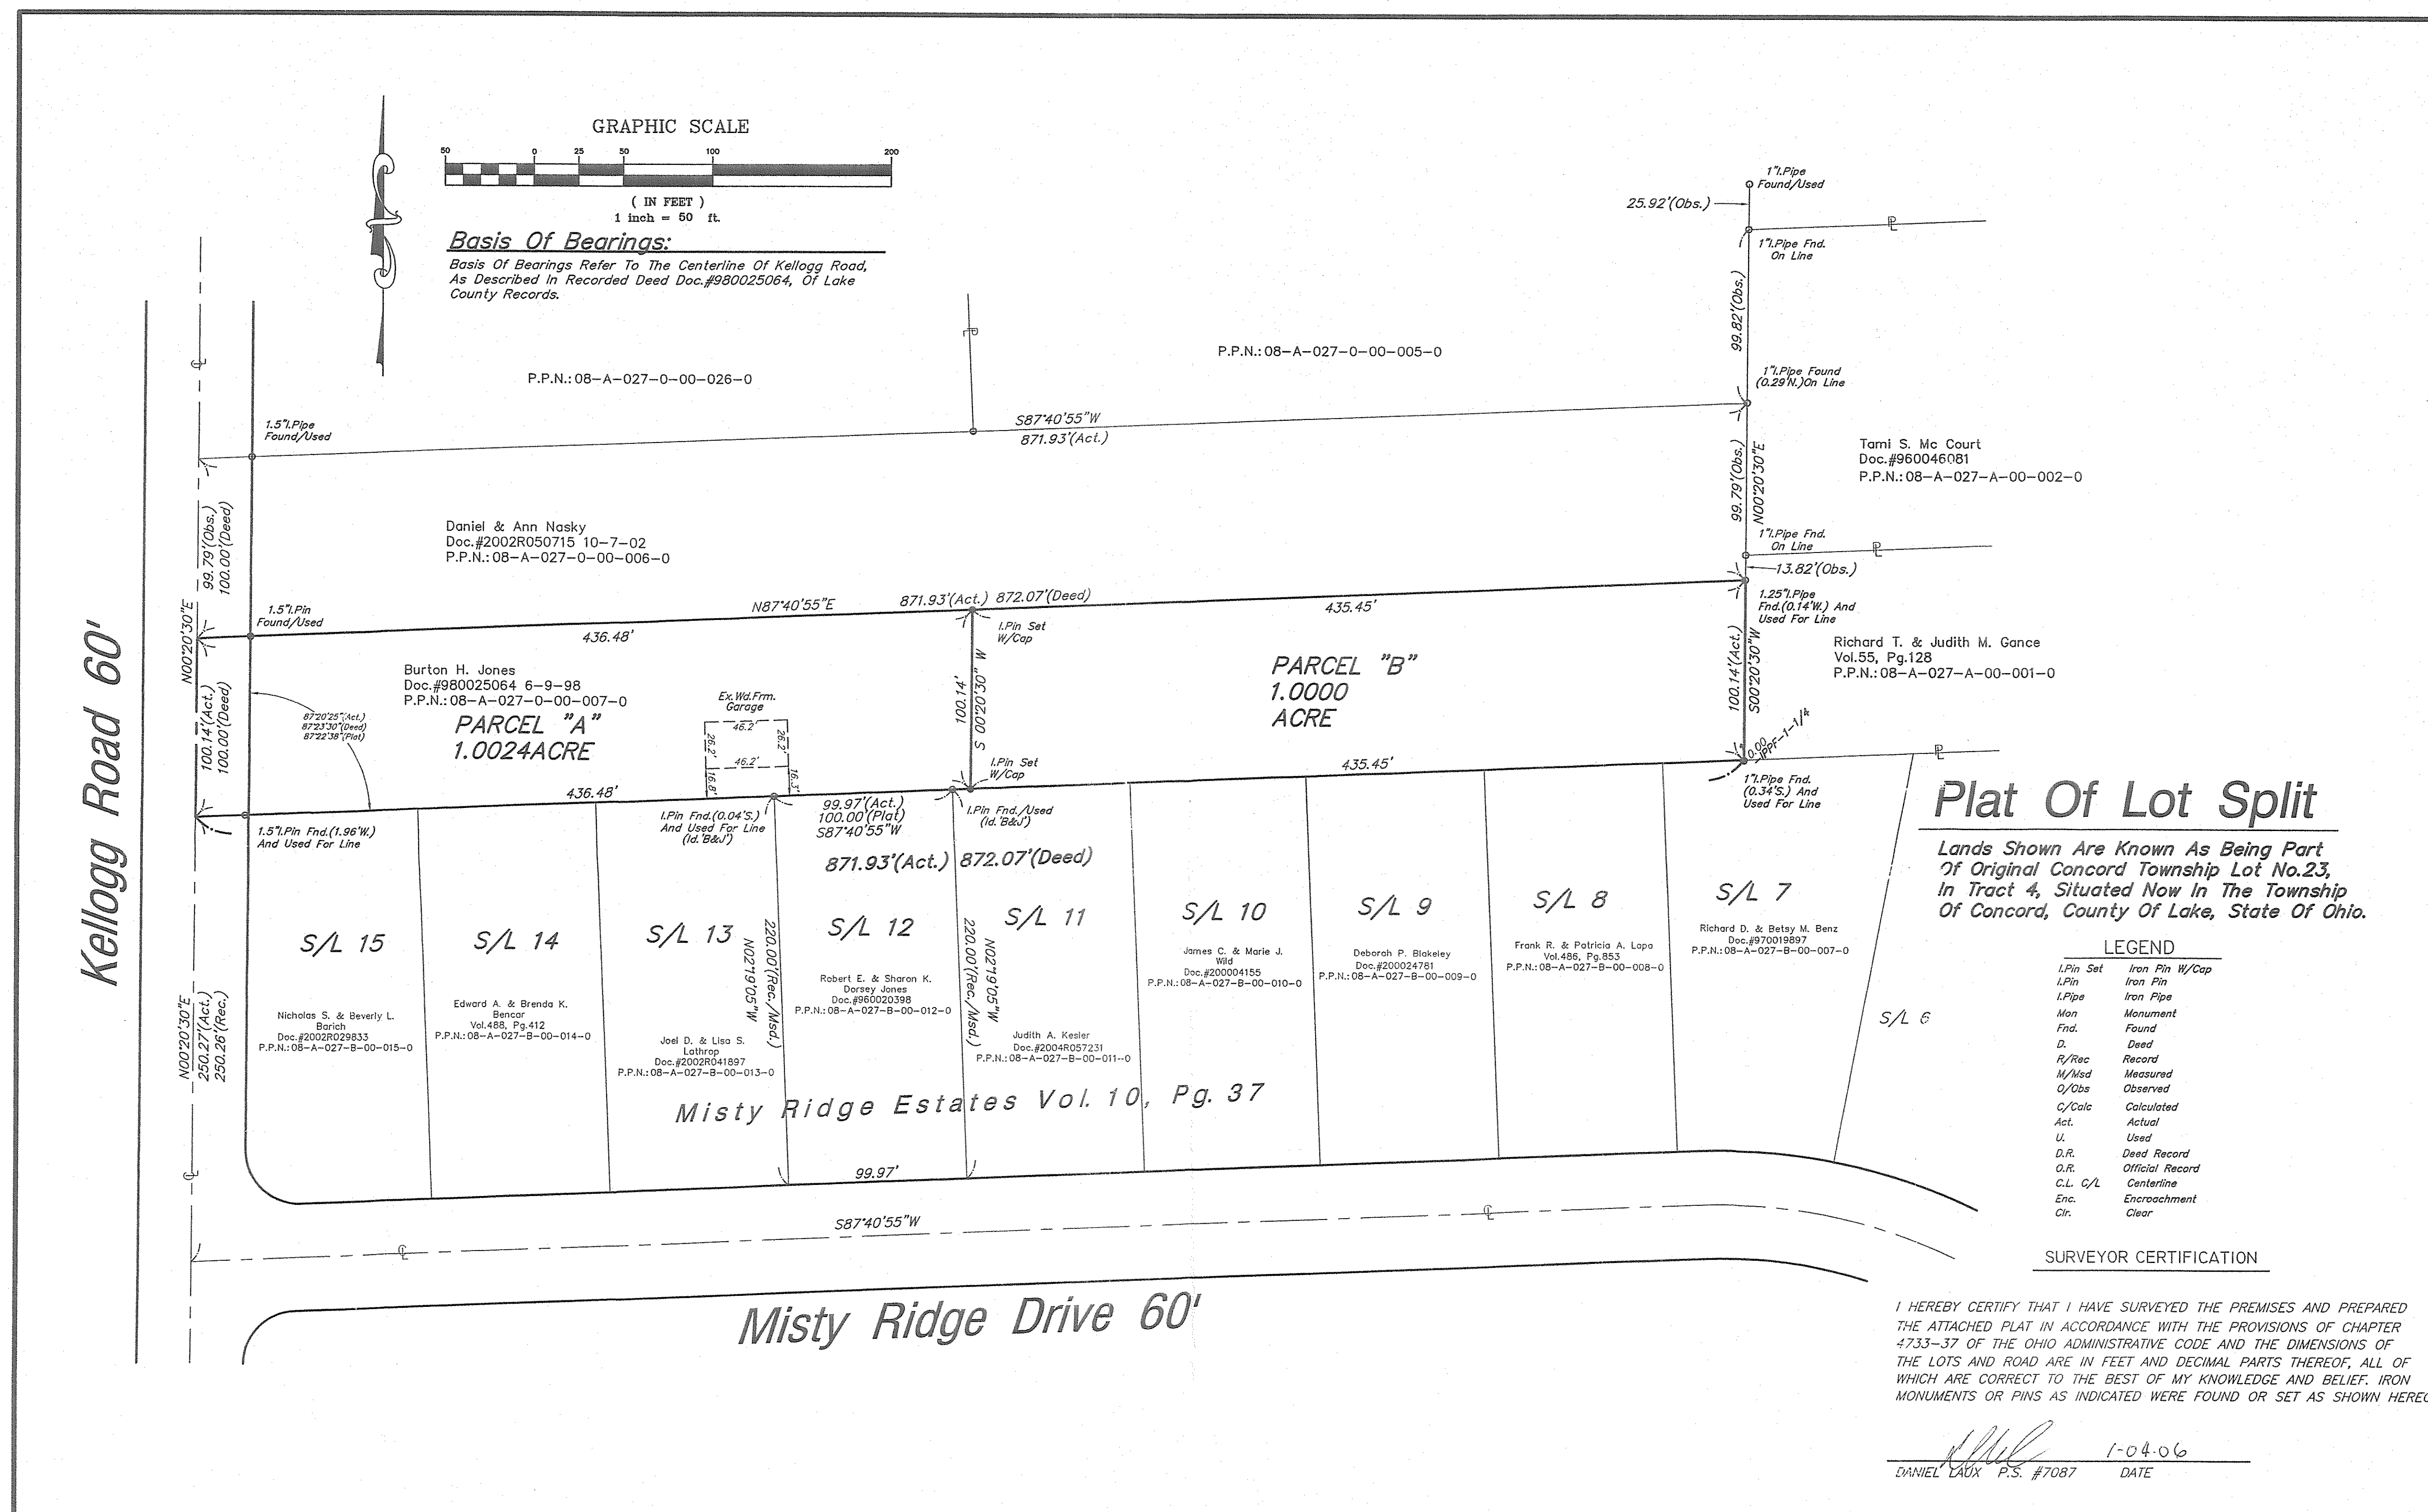 GRAPHIC SCALE
50 0 25 50 100 200
( IN FEET )
1 inch = 50 ft.
Basis Of Bearings:
Basis Of Bearings Refer To The Centerline Of Kellogg Road,
As Described In Recorded Deed Doc.#980025064, Of Lake
County Records.
1"I.Pipe
Found/Used
25.92'(Obs.)
1"I.Pipe Fnd.
On Line
99.82'(Obs.)
P.P.N.:08-A-027-0-00-026-0
P.P.N.:08-A-027-0-00-005-0
1"I.Pipe Found
(0.29'N.)On Line
1.5"I.Pipe
Found/Used
S87°40'55"W
871.93'(Act.)
99.79'(Obs.)
N00°20'30"E
Tami S. Mc Court
Doc.#960046081
P.P.N.:08-A-027-A-00-002-0
99.79'(Obs.)
100.00'(Deed)
Daniel & Ann Nasky
Doc.#2002R050715 10-7-02
P.P.N.:08-A-027-0-00-006-0
1"I.Pipe Fnd.
On Line
13.82'(Obs.)
1.5"I.Pin
Found/Used
N87°40'55"E
871.93'(Act.) 872.07'(Deed)
436.48'
435.45'
1.25"I.Pipe
Fnd.(0.14'W.) And
Used For Line
I.Pin Set
W/Cap
Kellogg Road 60'
N00°20'30"E
100.14'(Act.)
100.00'(Deed)
Burton H. Jones
Doc.#980025064 6-9-98
P.P.N.:08-A-027-0-00-007-0
PARCEL "A"
1.0024ACRE
87°20'25"(Act.)
87°23'30"(Deed)
87°22'38"(Plat)
Ex.Wd.Frm.
Garage
46.2'
26.2'
26.2'
46.2'
16.8'
16.3'
100.14'
S 00°20'30" W
PARCEL "B"
1.0000
ACRE
100.14'(Act.)
S00°20'30"W
Richard T. & Judith M. Gance
Vol.55, Pg.128
P.P.N.:08-A-027-A-00-001-0
0.00
IPPF-1-1/4
I.Pin Set
W/Cap
436.48'
435.45'
1"I.Pipe Fnd.
(0.34'S.) And
Used For Line
1.5"I.Pin Fnd.(1.96'W.)
And Used For Line
I.Pin Fnd.(0.04'S.)
And Used For Line
(Id.'B&J')
99.97'(Act.)
100.00'(Plat)
S87°40'55"W
I.Pin Fnd./Used
(Id.'B&J')
871.93'(Act.) 872.07'(Deed)
Plat Of Lot Split
Lands Shown Are Known As Being Part
Of Original Concord Township Lot No.23,
In Tract 4, Situated Now In The Township
Of Concord, County Of Lake, State Of Ohio.
S/L 15
Nicholas S. & Beverly L.
Barich
Doc.#2002R029833
P.P.N.:08-A-027-B-00-015-0
S/L 14
Edward A. & Brenda K.
Bencar
Vol.488, Pg.412
P.P.N.:08-A-027-B-00-014-0
S/L 13
Joel D. & Lisa S.
Lathrop
Doc.#2002R041897
P.P.N.:08-A-027-B-00-013-0
220.00'(Rec./Msd.)
N02°19'05"W
S/L 12
Robert E. & Sharon K.
Dorsey Jones
Doc.#960020398
P.P.N.:08-A-027-B-00-012-0
220.00'(Rec./Msd.)
N02°19'05"W
S/L 11
Judith A. Kesler
Doc.#2004R057231
P.P.N.:08-A-027-B-00-011-0
S/L 10
James C. & Marie J.
Wild
Doc.#200004155
P.P.N.:08-A-027-B-00-010-0
S/L 9
Deborah P. Blakeley
Doc.#200024781
P.P.N.:08-A-027-B-00-009-0
S/L 8
Frank R. & Patricia A. Lapa
Vol.486, Pg.853
P.P.N.:08-A-027-B-00-008-0
S/L 7
Richard D. & Betsy M. Benz
Doc.#970019897
P.P.N.:08-A-027-B-00-007-0
S/L 6
N00°20'30"E
250.27'(Act.)
250.26'(Rec.)
Misty Ridge Estates Vol. 10, Pg. 37
99.97'
S87°40'55"W
Misty Ridge Drive 60'
LEGEND
I.Pin Set Iron Pin W/Cap
I.Pin Iron Pin
I.Pipe Iron Pipe
Mon Monument
Fnd. Found
D. Deed
R/Rec Record
M/Msd Measured
O/Obs Observed
C/Calc Calculated
Act. Actual
U. Used
D.R. Deed Record
O.R. Official Record
C.L. C/L Centerline
Enc. Encroachment
Clr. Clear
SURVEYOR CERTIFICATION
I HEREBY CERTIFY THAT I HAVE SURVEYED THE PREMISES AND PREPARED
THE ATTACHED PLAT IN ACCORDANCE WITH THE PROVISIONS OF CHAPTER
4733-37 OF THE OHIO ADMINISTRATIVE CODE AND THE DIMENSIONS OF
THE LOTS AND ROAD ARE IN FEET AND DECIMAL PARTS THEREOF, ALL OF
WHICH ARE CORRECT TO THE BEST OF MY KNOWLEDGE AND BELIEF. IRON
MONUMENTS OR PINS AS INDICATED WERE FOUND OR SET AS SHOWN HEREO
1-04-06
DANIEL LAUX P.S. #7087 DATE